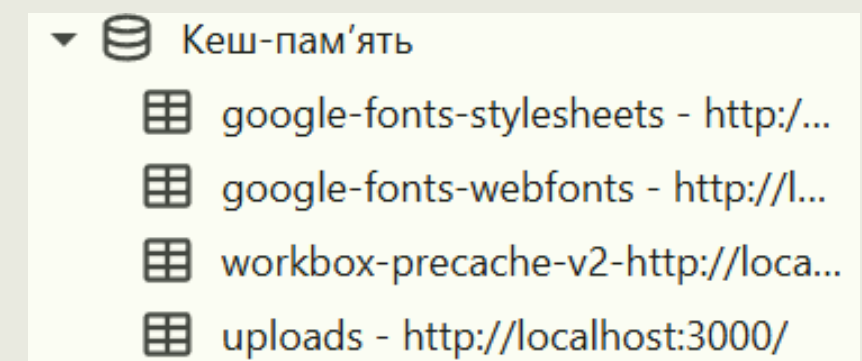 Кеш-пам’ять
google-fonts-stylesheets - http:/...
google-fonts-webfonts - http://l...
workbox-precache-v2-http://loca...
uploads - http://localhost:3000/